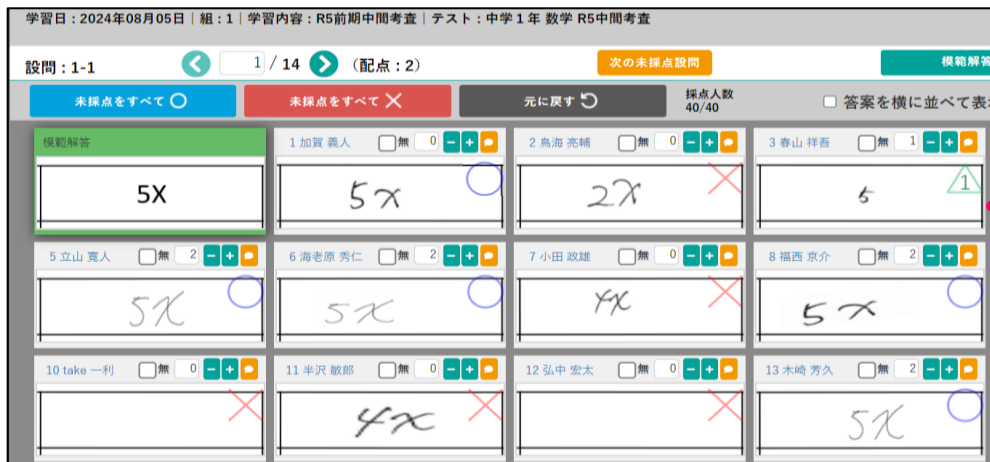 学習日：2024年08月05日｜組：1｜学習内容：R5前期中間考査｜テスト：中学１年 数学 R5中間考査
設問：1-1 1 / 14 （配点：2） 次の未採点設問 模範解答
未採点をすべて 未採点をすべて 元に戻す 採点人数 40/40 答案を横に並べて表
模範解答 1 加賀 義人 無 0 2 鳥海 亮輔 無 0 3 春山 祥吾 無 1
5X 5x 2x 5 1
5 立山 寛人 無 2 6 海老原 秀仁 無 2 7 小田 政雄 無 0 8 福西 京介 無 2
5x 5x 4x 5x
10 take 一利 無 0 11 半沢 敏郎 無 0 12 弘中 宏太 無 0 13 木崎 芳久 無 2
4x 5x